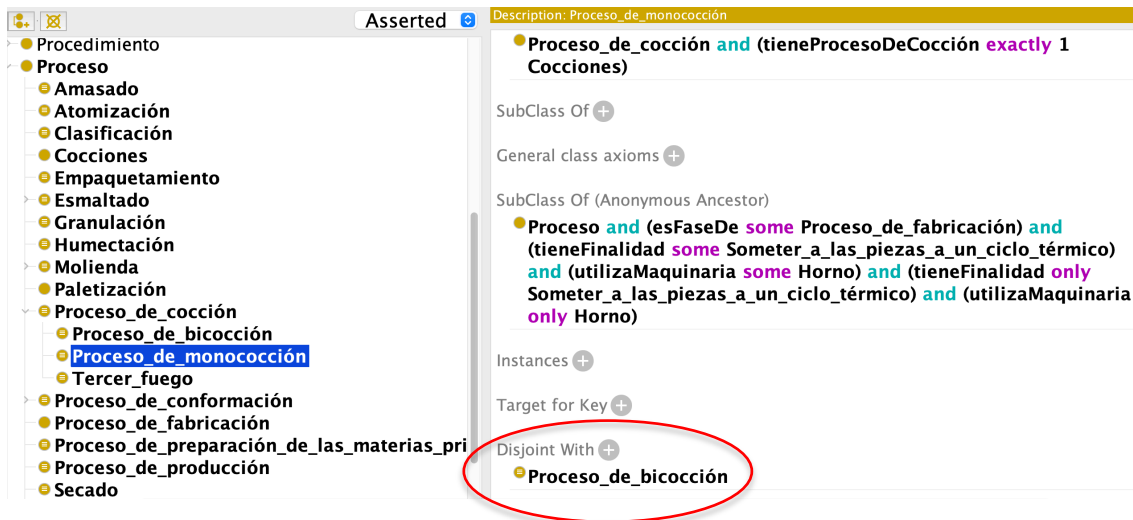 Asserted
Procedimiento
Proceso
Amasado
Atomización
Clasificación
Cocciones
Empaquetamiento
Esmaltado
Granulación
Humectación
Molienda
Paletización
Proceso_de_cocción
Proceso_de_bicocción
Proceso_de_monococción
Tercer_fuego
Proceso_de_conformación
Proceso_de_fabricación
Proceso_de_preparación_de_las_materias_pri
Proceso_de_producción
Secado
Description: Proceso_de_monococción
Proceso_de_cocción and (tieneProcesoDeCocción exactly 1
Cocciones)
SubClass Of
General class axioms
SubClass Of (Anonymous Ancestor)
Proceso and (esFaseDe some Proceso_de_fabricación) and
(tieneFinalidad some Someter_a_las_piezas_a_un_ciclo_térmico)
and (utilizaMaquinaria some Horno) and (tieneFinalidad only
Someter_a_las_piezas_a_un_ciclo_térmico) and (utilizaMaquinaria
only Horno)
Instances
Target for Key
Disjoint With
Proceso_de_bicocción